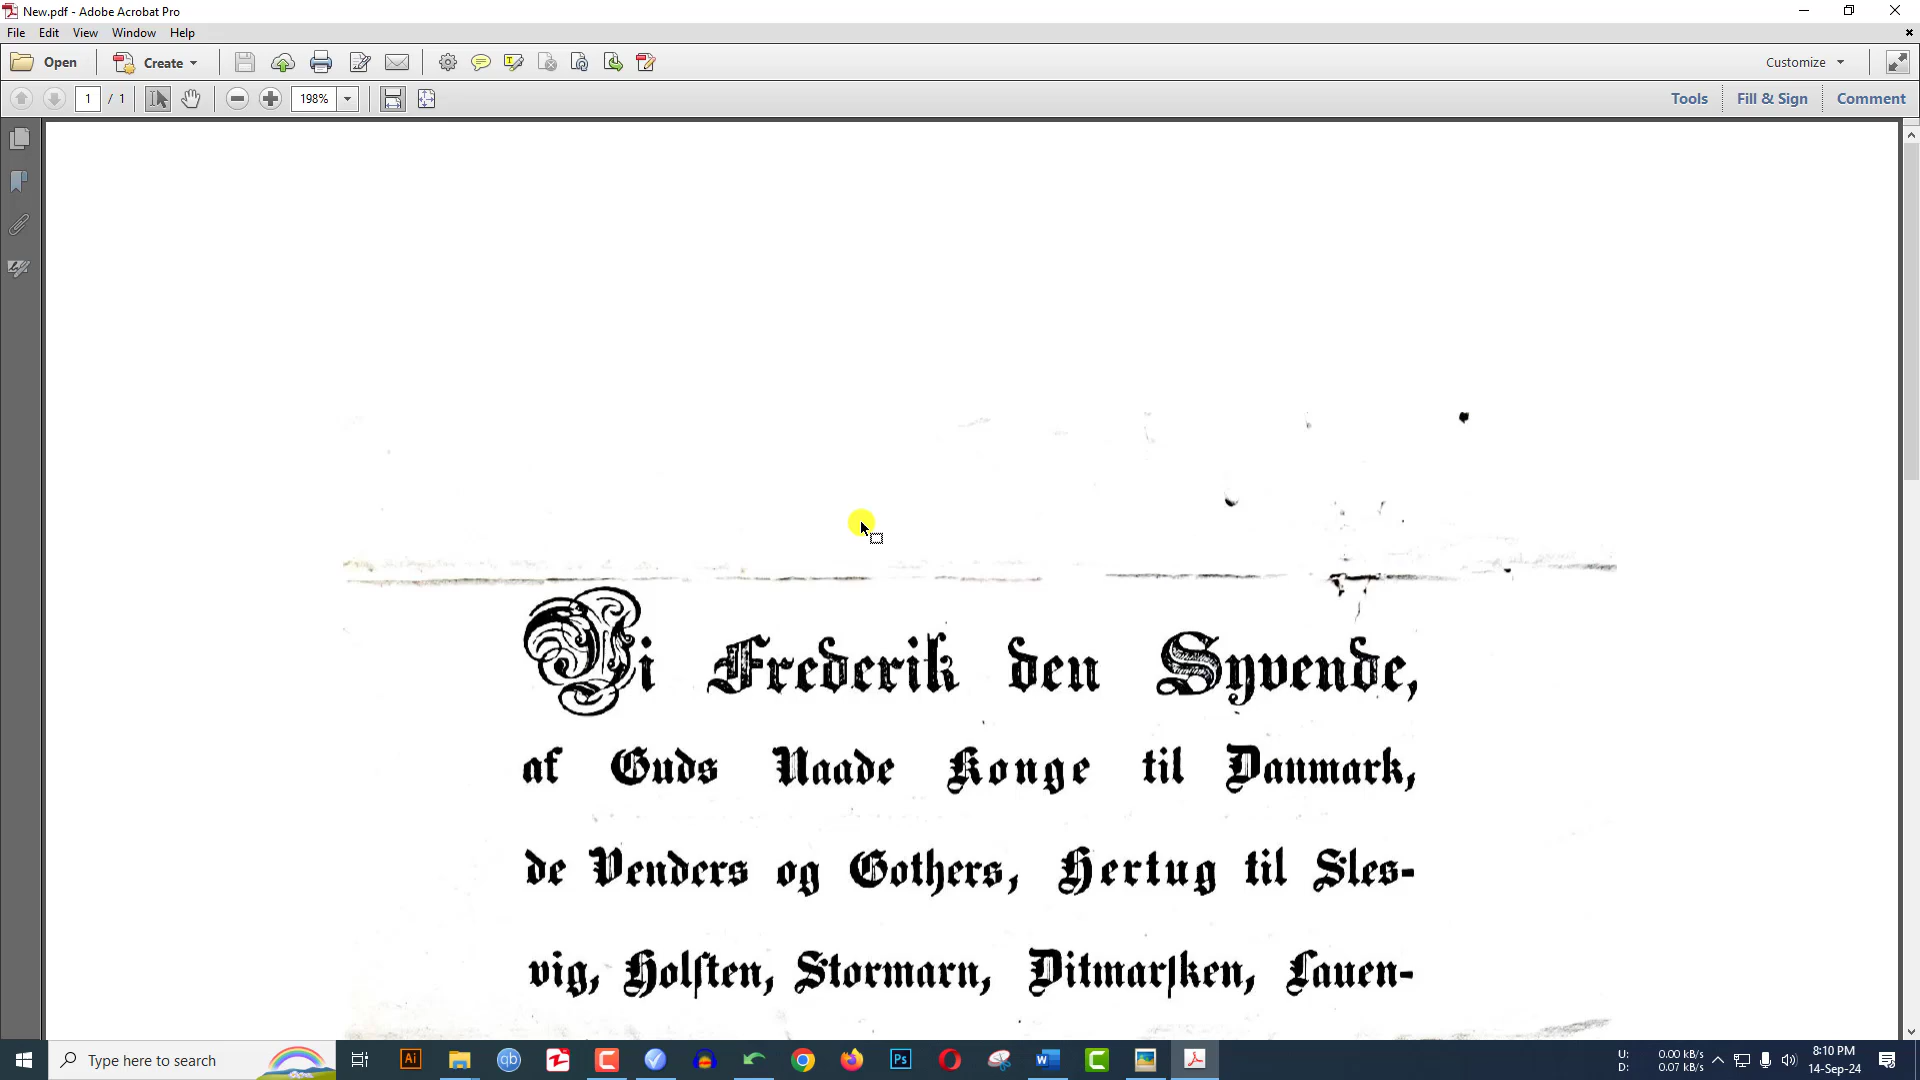 New.pdf - Adobe Acrobat Pro
File Edit View Window Help
Open Create Customize
1 / 1 198% Tools Fill & Sign Comment
Vi Frederik den Syvende,
af Guds Naade Konge til Danmark,
de Venders og Gothers, Hertug til Sles-
vig, Holſten, Stormarn, Ditmarſken, Lauen-
Type here to search
Ai qb Ps
U: 0.00 kB/s
D: 0.07 kB/s
8:10 PM
14-Sep-24